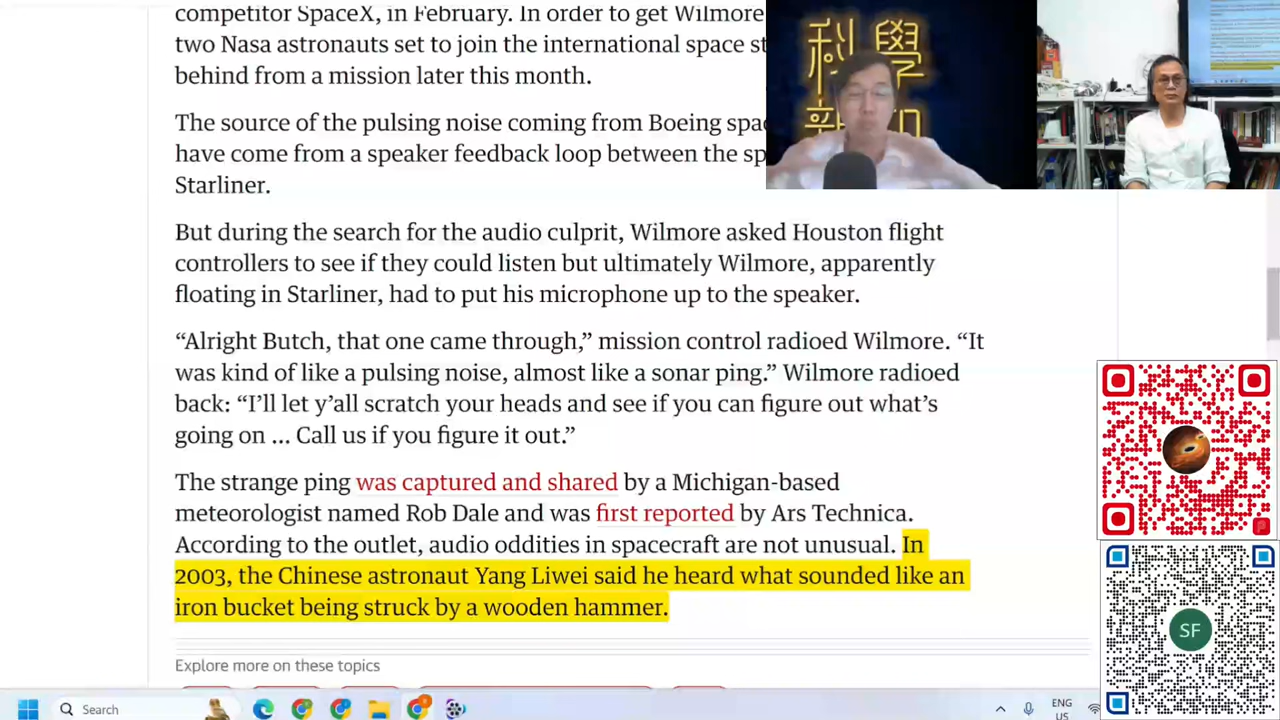 competitor SpaceX, in February. In order to get Wilmore
two Nasa astronauts set to join the international space st
behind from a mission later this month.
The source of the pulsing noise coming from Boeing spa
have come from a speaker feedback loop between the sp
Starliner.
But during the search for the audio culprit, Wilmore asked Houston flight
controllers to see if they could listen but ultimately Wilmore, apparently
floating in Starliner, had to put his microphone up to the speaker.
“Alright Butch, that one came through,” mission control radioed Wilmore. “It
was kind of like a pulsing noise, almost like a sonar ping.” Wilmore radioed
back: “I’ll let y’all scratch your heads and see if you can figure out what’s
going on ... Call us if you figure it out.”
The strange ping was captured and shared by a Michigan-based
meteorologist named Rob Dale and was first reported by Ars Technica.
According to the outlet, audio oddities in spacecraft are not unusual. In
2003, the Chinese astronaut Yang Liwei said he heard what sounded like an
iron bucket being struck by a wooden hammer.
Explore more on these topics
科學
新知
SF
Search
ENG
US